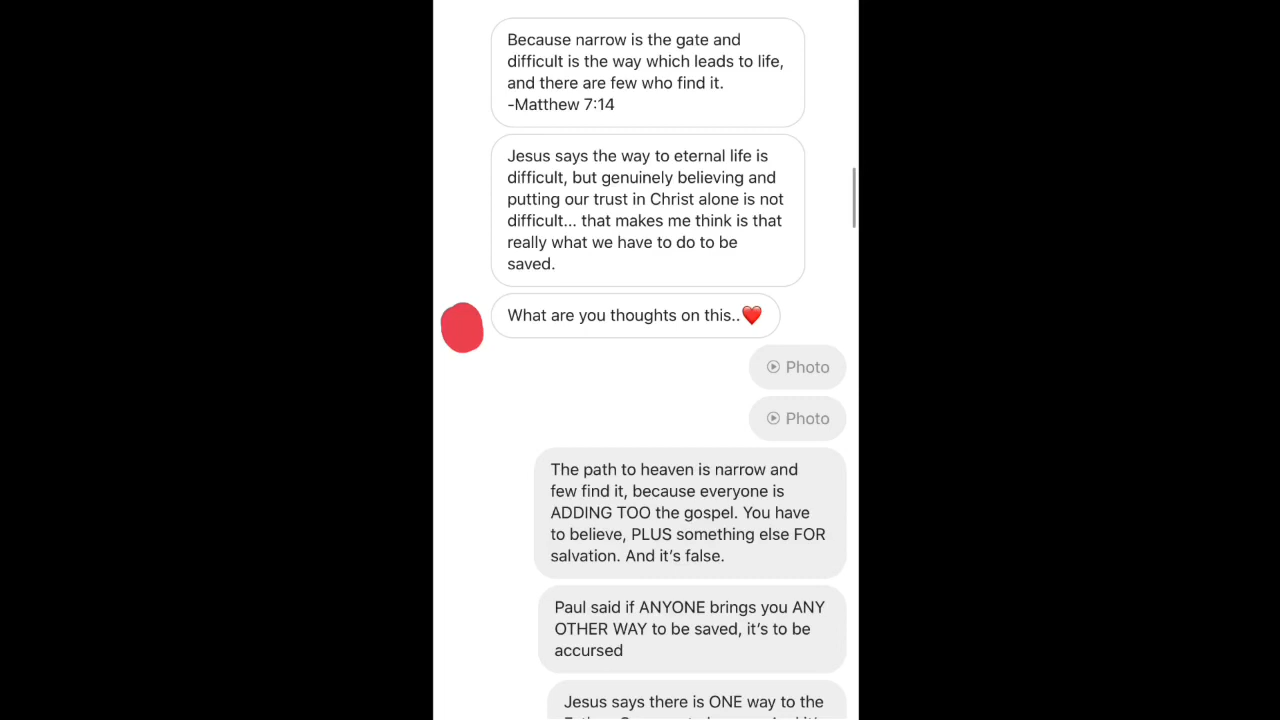 Because narrow is the gate and
difficult is the way which leads to life,
and there are few who find it.
-Matthew 7:14
Jesus says the way to eternal life is
difficult, but genuinely believing and
putting our trust in Christ alone is not
difficult... that makes me think is that
really what we have to do to be
saved.
What are you thoughts on this..❤️
Photo
Photo
The path to heaven is narrow and
few find it, because everyone is
ADDING TOO the gospel. You have
to believe, PLUS something else FOR
salvation. And it’s false.
Paul said if ANYONE brings you ANY
OTHER WAY to be saved, it’s to be
accursed
Jesus says there is ONE way to the